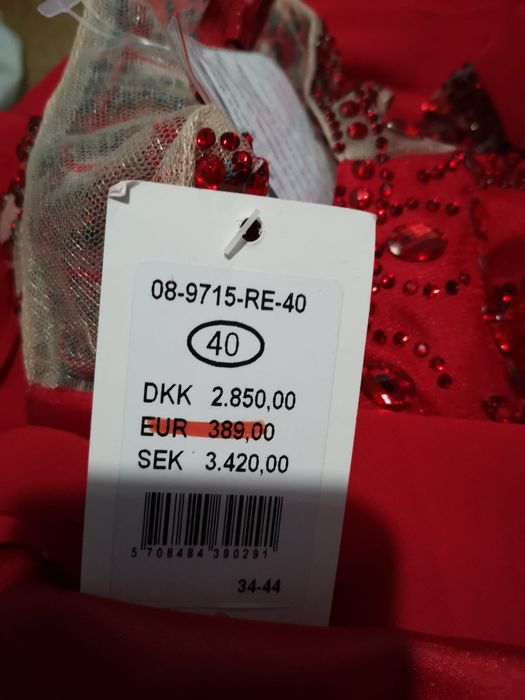 08-9715-RE-40
40
DKK 2.850,00
EUR 389,00
SEK 3.420,00
5 708484 390291
34-44